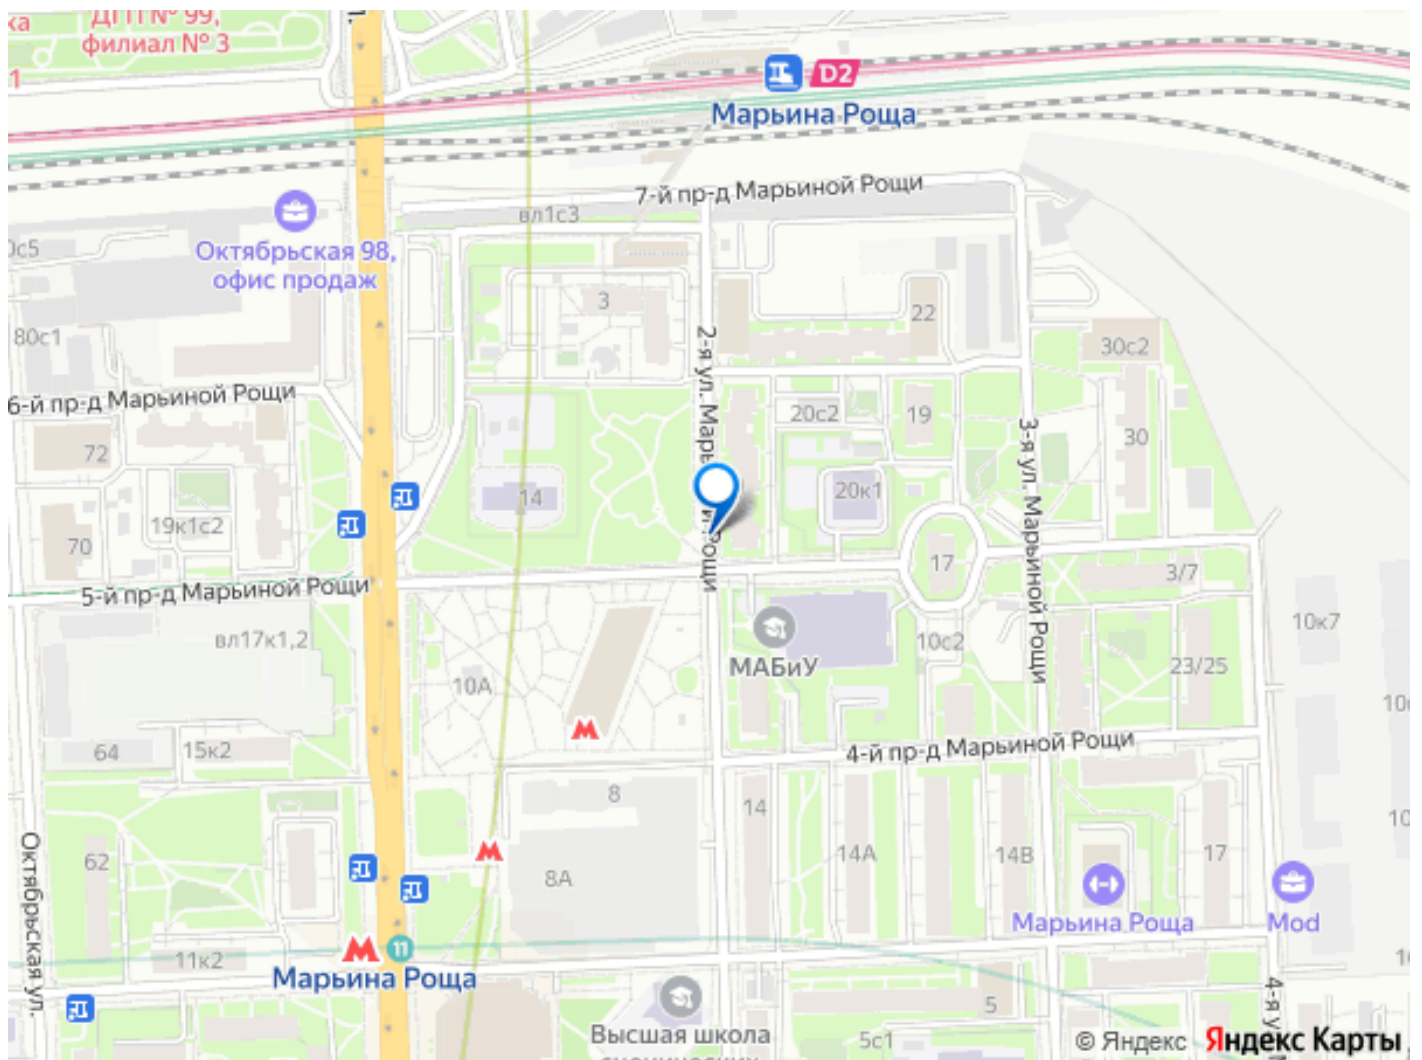 ка
ДГП № 99,
филиал № 3
1
D2
Марьина Роща
7-й пр-д Марьиной Рощи
вл1с3
Октябрьская 98,
офис продаж
3
22
80с1
30с2
2-я ул. Марь
й Рощи
6-й пр-д Марьиной Рощи
20с2
19
3-я ул. Марьиной Рощи
30
72
14
20к1
19к1с2
70
17
3/7
5-й пр-д Марьиной Рощи
вл17к1,2
10с2
10к7
МАБиУ
23/25
10А
64
15к2
4-й пр-д Марьиной Рощи
8
14
Октябрьская ул.
62
14А
14В
17
8А
Марьина Роща
Mod
11
11к2
Марьина Роща
4-я у
5
Высшая школа
5с1
© Яндекс
Яндекс Карты